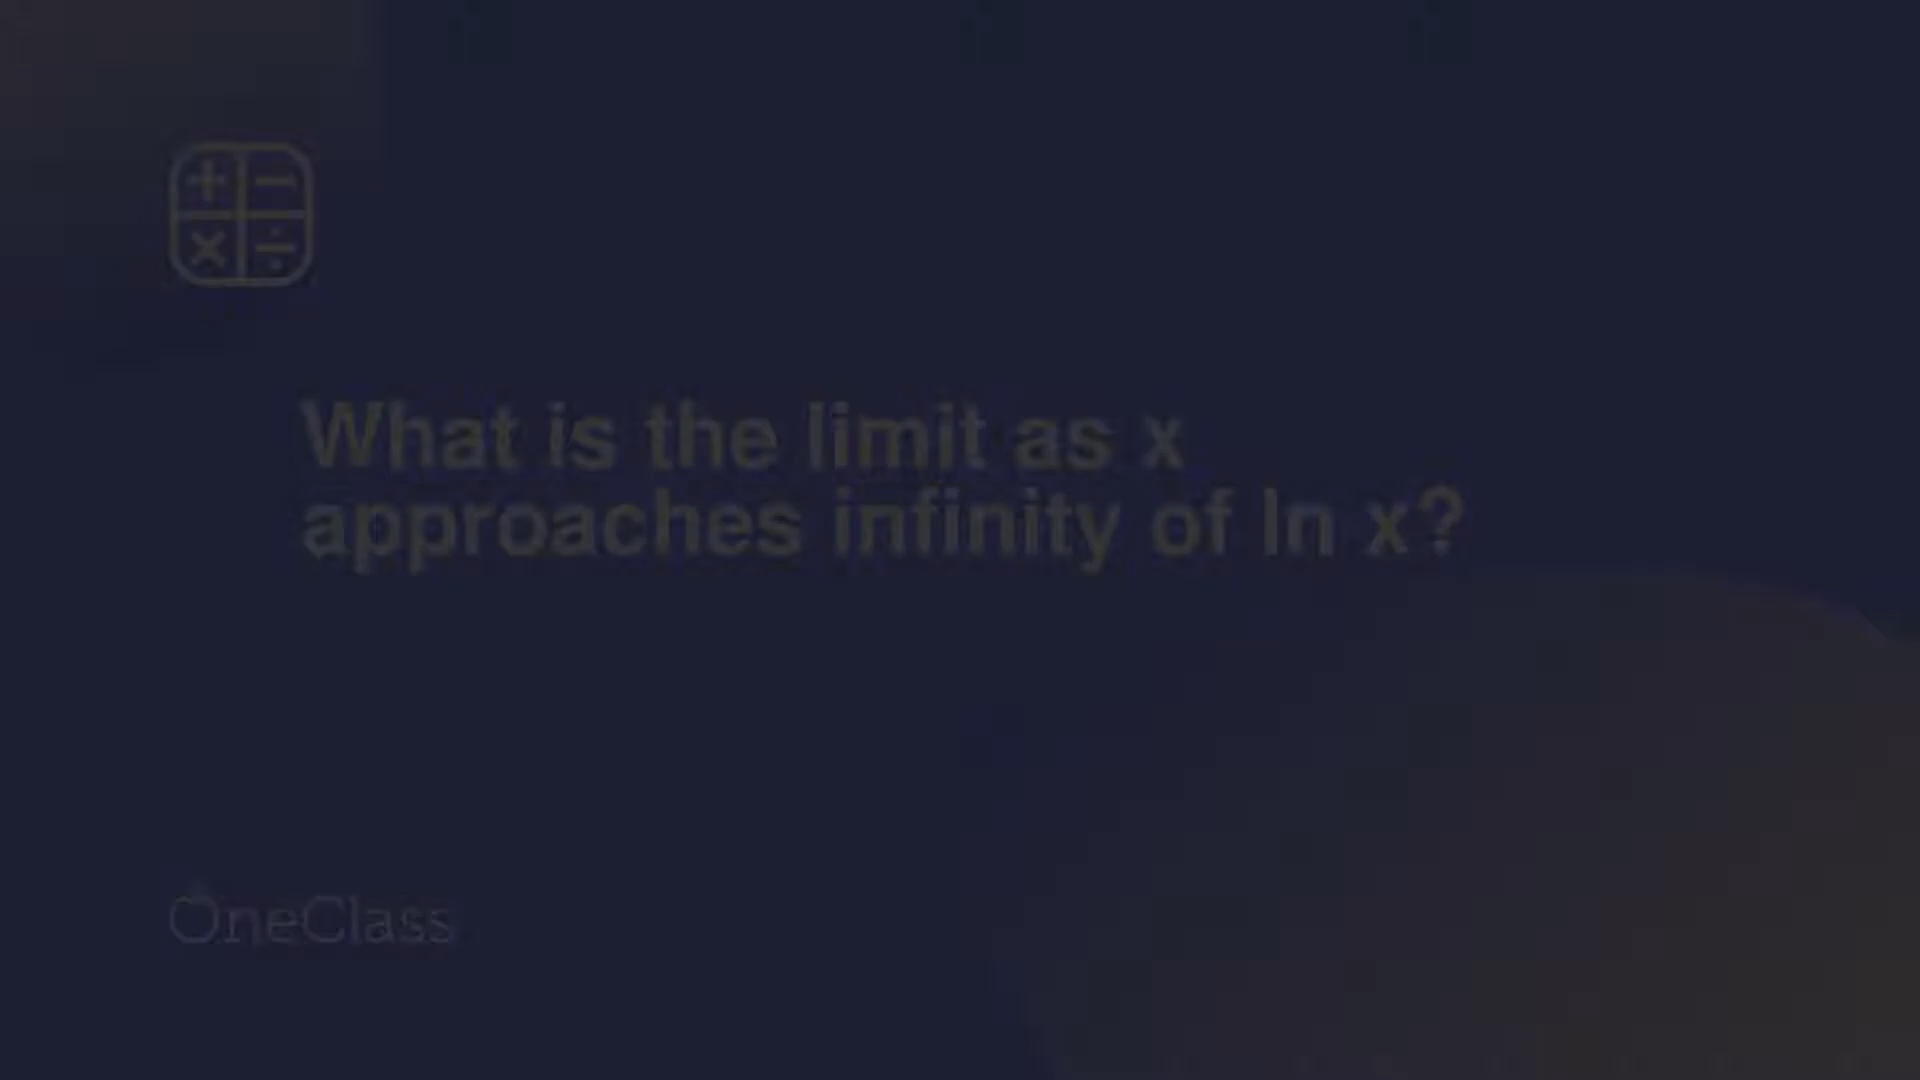 What is the limit as x
approaches infinity of ln x?
OneClass